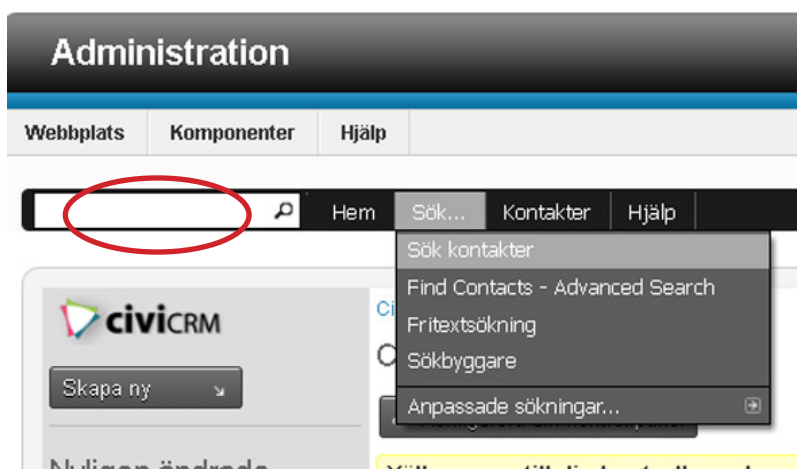 Administration
Webbplats Komponenter Hjälp
Hem Sök... Kontakter Hjälp
Sök kontakter
Find Contacts - Advanced Search
Fritextsökning
Sökbyggare
Anpassade sökningar...
civiCRM
Skapa ny
Ci